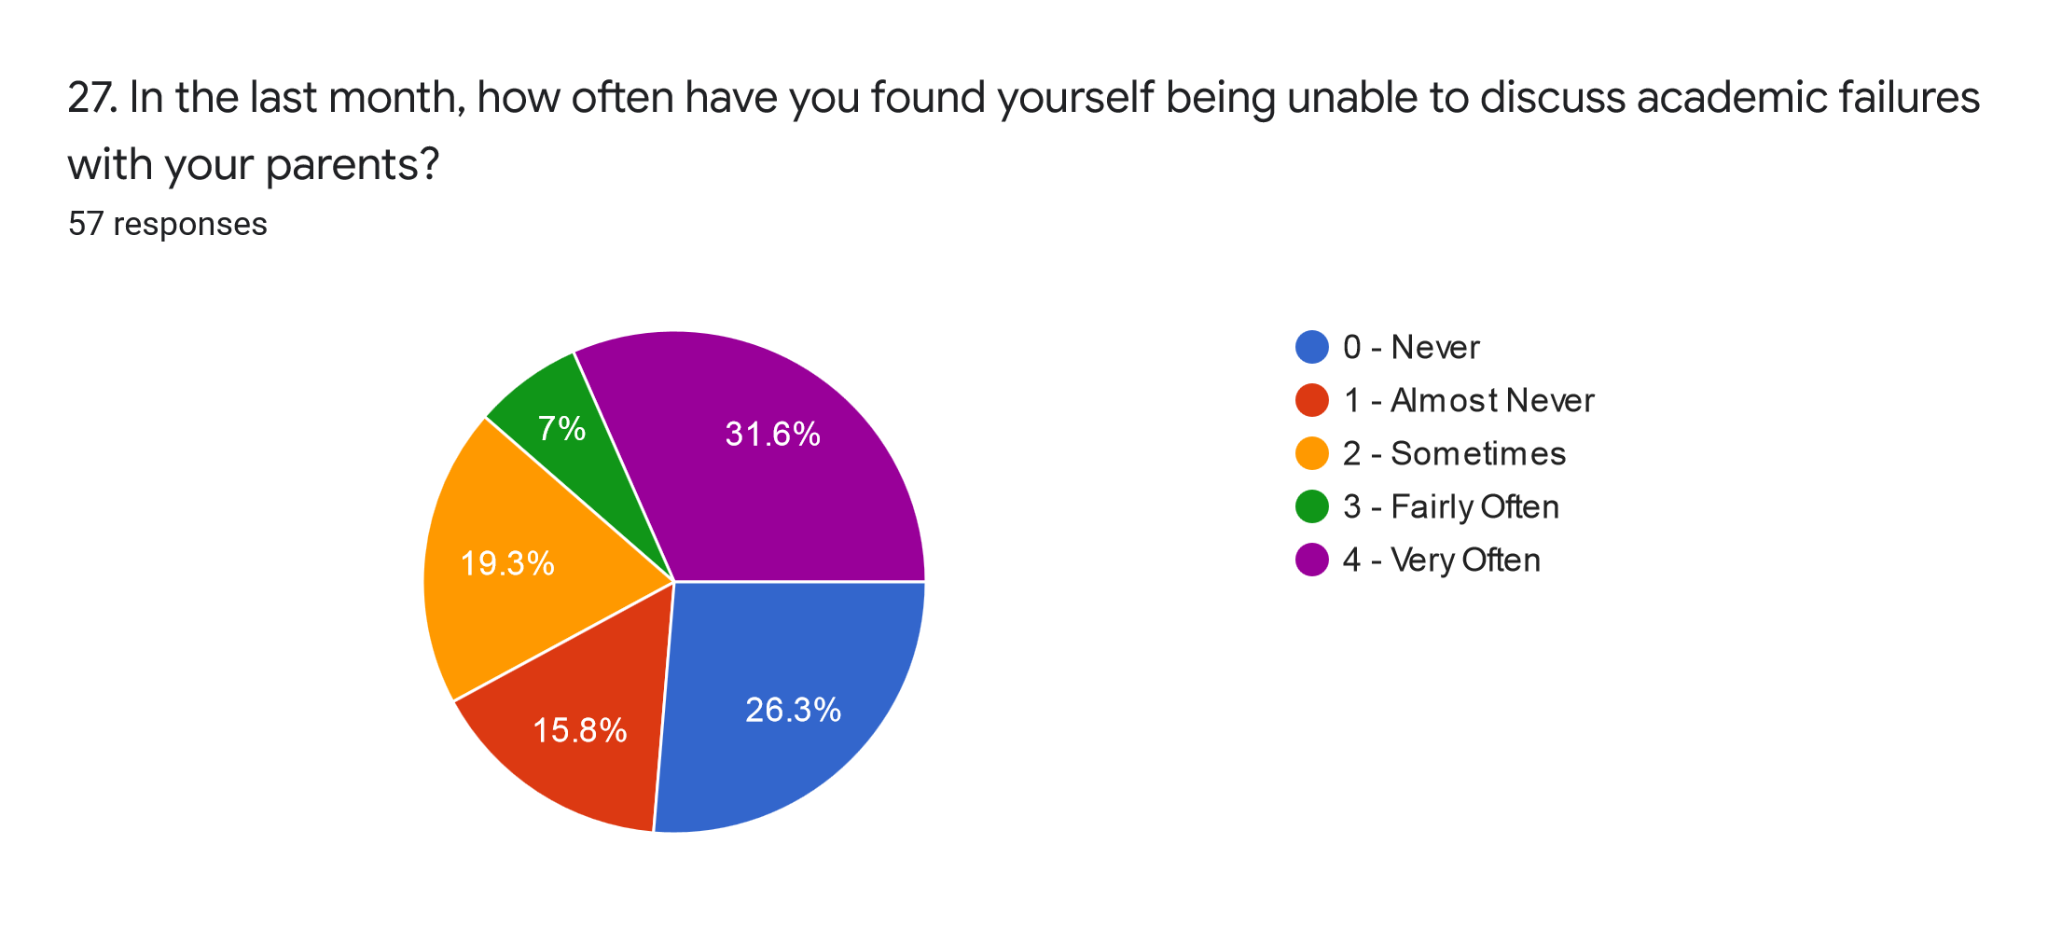 27. In the last month, how often have you found yourself being unable to discuss academic failures
with your parents?
57 responses
31.6%
7%
19.3%
15.8%
26.3%
0 - Never
1 - Almost Never
2 - Sometimes
3 - Fairly Often
4 - Very Often